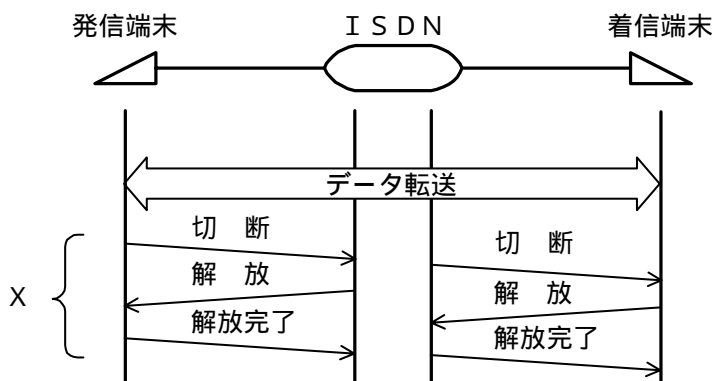 発信端末
ＩＳＤＮ
着信端末
データ転送
切 断
切 断
解 放
解 放
X
解放完了
解放完了